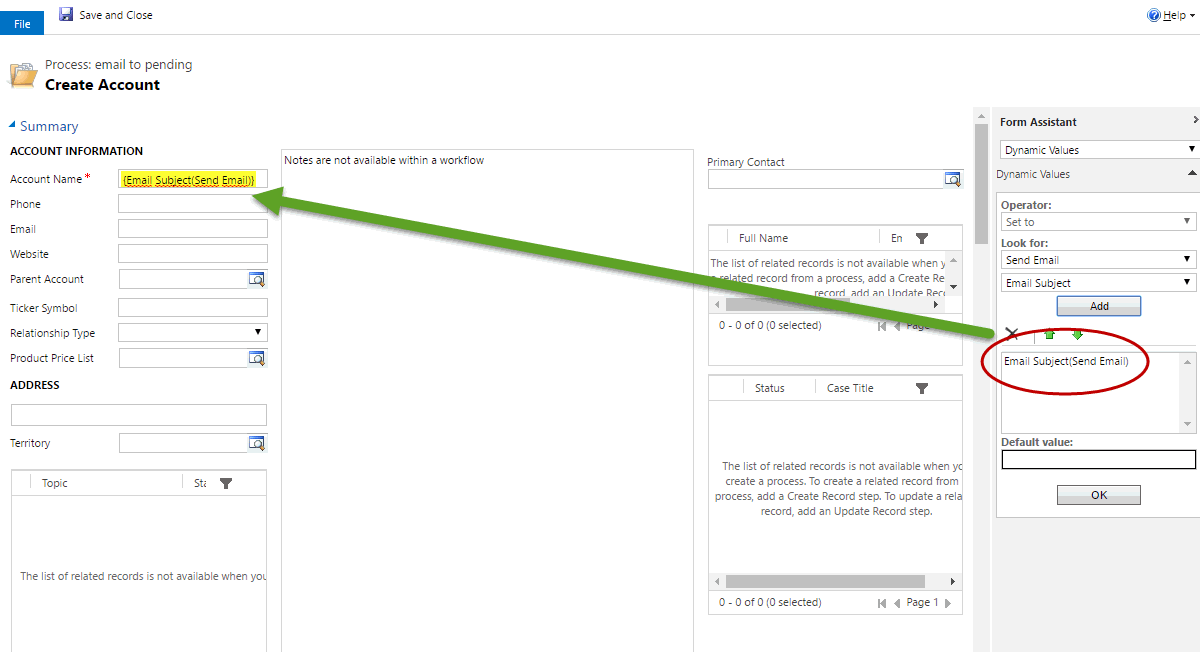 File
Save and Close
Help
Process: email to pending
Create Account
Summary
ACCOUNT INFORMATION
Account Name *
{Email Subject(Send Email)}
Phone
Email
Website
Parent Account
Ticker Symbol
Relationship Type
Product Price List
ADDRESS
Territory
Topic
Sta
The list of related records is not available when you
Notes are not available within a workflow
Primary Contact
Full Name
En
The list of related records is not available when y
a related record from a process, add a Create Re
record, add an Update Rec
0 - 0 of 0 (0 selected)
Page
Status
Case Title
The list of related records is not available when you
create a process. To create a related record from
process, add a Create Record step. To update a rela
record, add an Update Record step.
0 - 0 of 0 (0 selected)
Page 1
Form Assistant
Dynamic Values
Dynamic Values
Operator:
Set to
Look for:
Send Email
Email Subject
Add
Email Subject(Send Email)
Default value:
OK